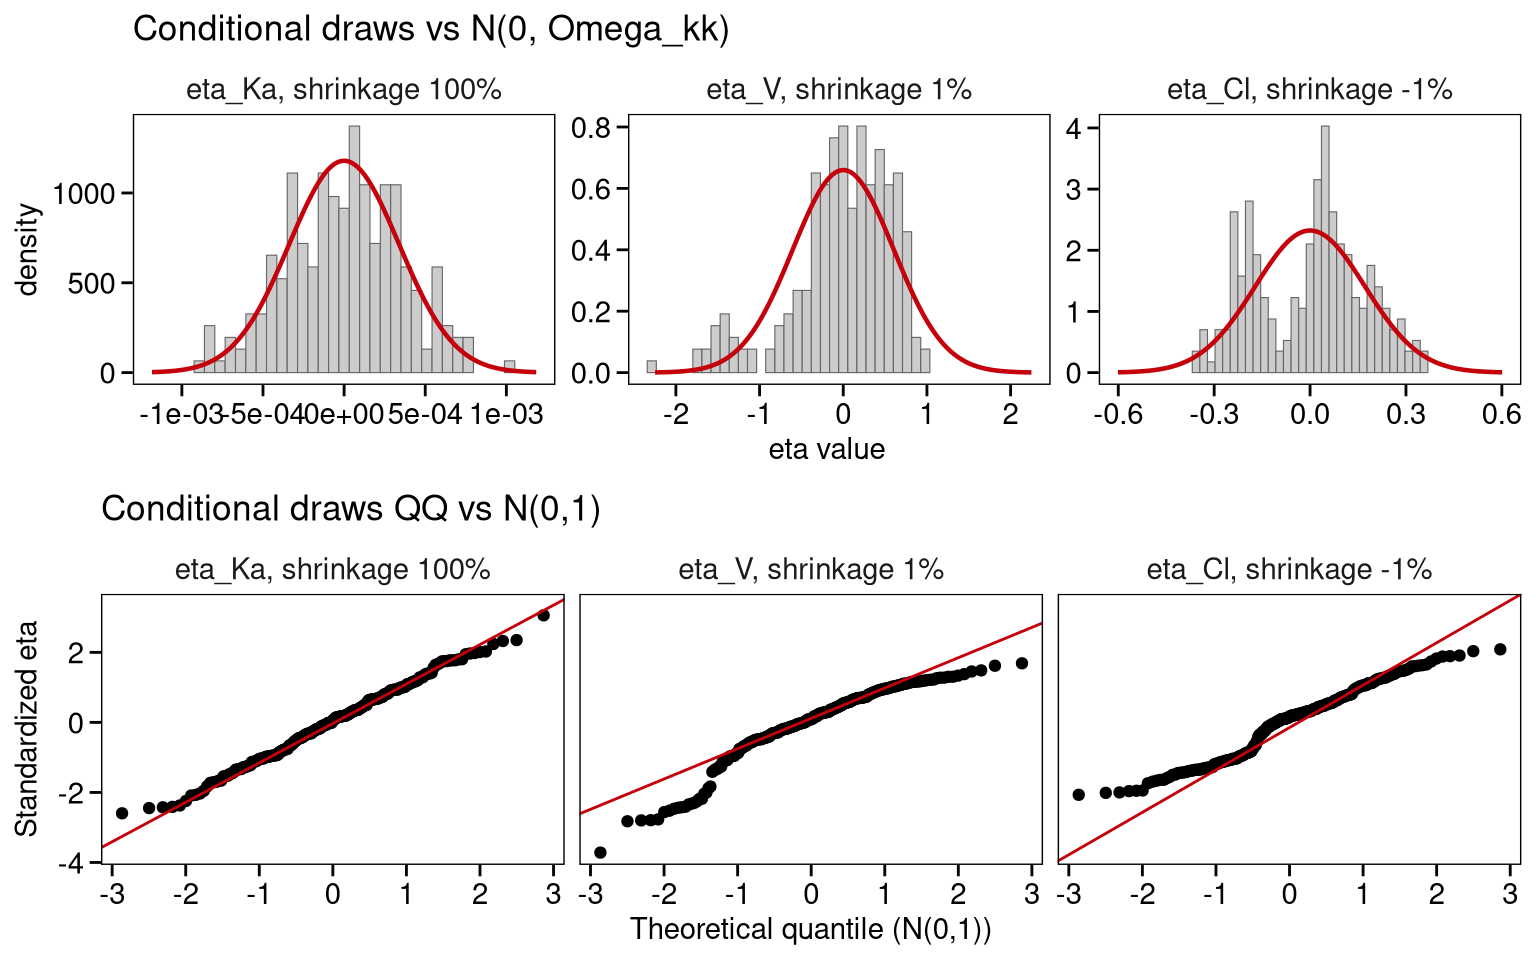 Conditional draws vs N(0, Omega_kk)
eta_Ka, shrinkage 100%
eta_V, shrinkage 1%
eta_Cl, shrinkage -1%
density
1000
500
0
0.8
0.6
0.4
0.2
0.0
4
3
2
1
0
-1e-03 -5e-04 0e+00 5e-04 1e-03
-2 -1 0 1 2
-0.6 -0.3 0.0 0.3 0.6
eta value
Conditional draws QQ vs N(0,1)
eta_Ka, shrinkage 100%
eta_V, shrinkage 1%
eta_Cl, shrinkage -1%
Standardized eta
2
0
-2
-4
-3 -2 -1 0 1 2 3
-3 -2 -1 0 1 2 3
-3 -2 -1 0 1 2 3
Theoretical quantile (N(0,1))